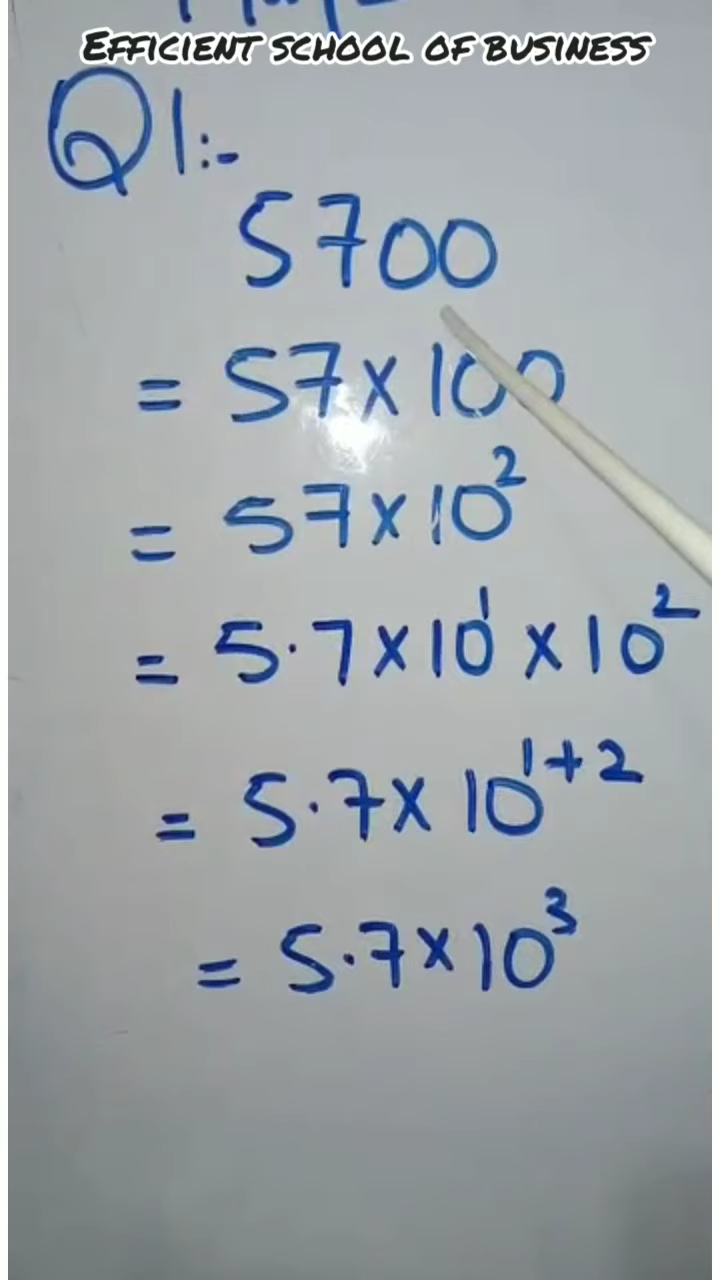 EFFICIENT SCHOOL OF BUSINESS
Q1:-
5700
= 57 × 100
= 57 × 10²
= 5.7 × 10¹ × 10²
= 5.7 × 10¹⁺²
= 5.7 × 10³